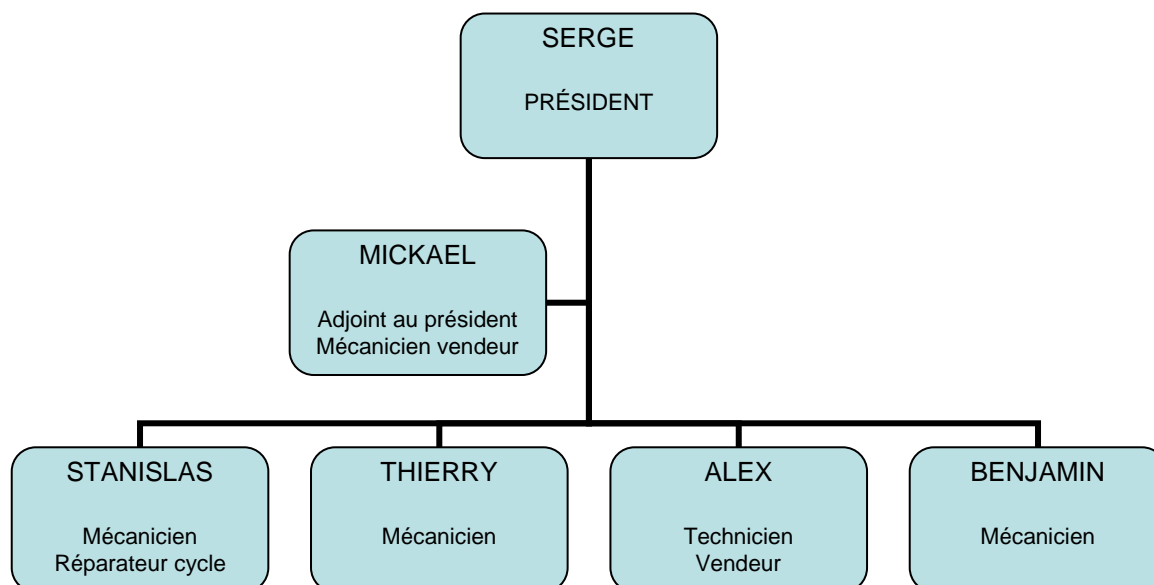 SERGE
PRÉSIDENT
MICKAEL
Adjoint au président
Mécanicien vendeur
STANISLAS
Mécanicien
Réparateur cycle
THIERRY
Mécanicien
ALEX
Technicien
Vendeur
BENJAMIN
Mécanicien